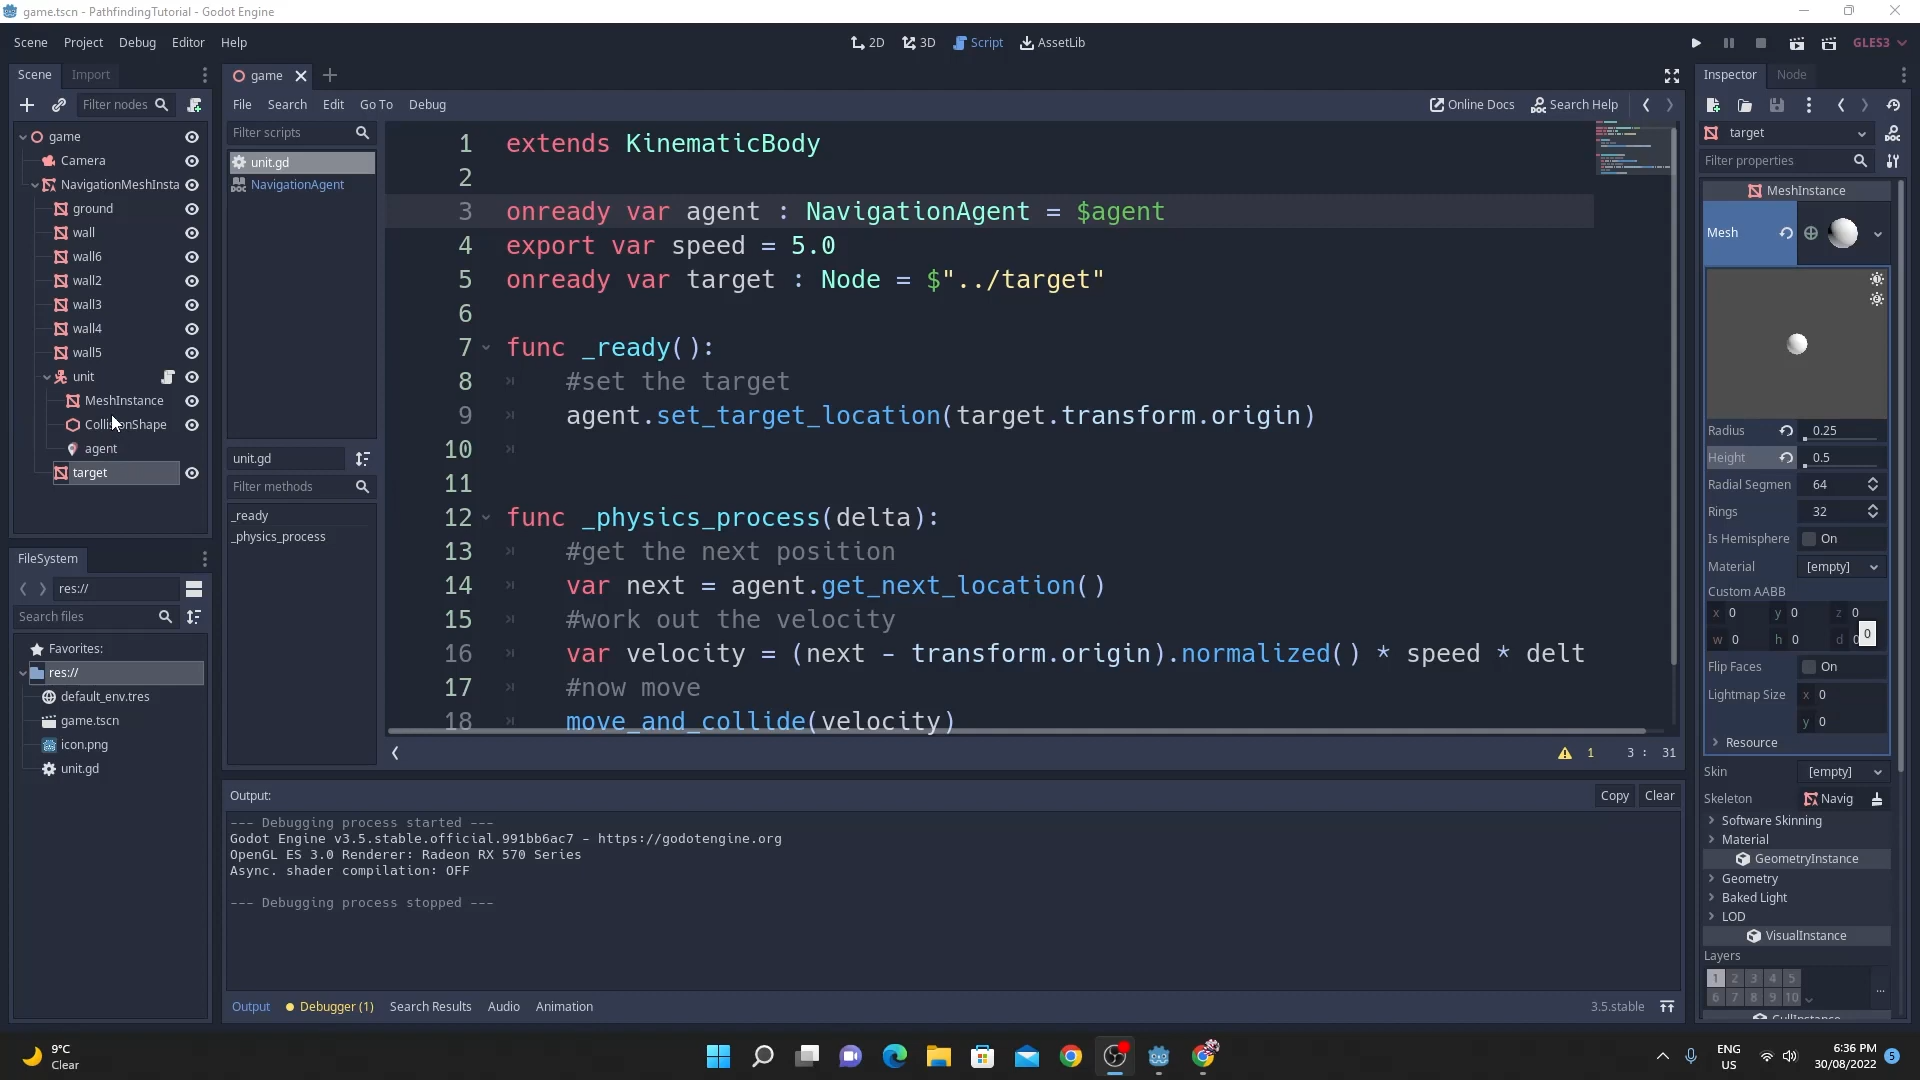 game.tscn - PathfindingTutorial - Godot Engine
Scene Project Debug Editor Help
2D 3D Script AssetLib
GLES3
Scene Import
Filter nodes
game
Camera
NavigationMeshInsta
ground
wall
wall6
wall2
wall3
wall4
wall5
unit
MeshInstance
CollisionShape
agent
target
FileSystem
res://
Search files
Favorites:
res://
default_env.tres
game.tscn
icon.png
unit.gd
game
File Search Edit Go To Debug
Online Docs Search Help
Filter scripts
unit.gd
NavigationAgent
unit.gd
Filter methods
_ready
_physics_process
1 extends KinematicBody
2
3 onready var agent : NavigationAgent = $agent
4 export var speed = 5.0
5 onready var target : Node = $"../target"
6
7 func _ready():
8 #set the target
9 agent.set_target_location(target.transform.origin)
10
11
12 func _physics_process(delta):
13 #get the next position
14 var next = agent.get_next_location()
15 #work out the velocity
16 var velocity = (next - transform.origin).normalized() * speed * delt
17 #now move
18 move_and_collide(velocity)
1 3 : 31
Output:
Copy Clear
--- Debugging process started ---
Godot Engine v3.5.stable.official.991bb6ac7 - https://godotengine.org
OpenGL ES 3.0 Renderer: Radeon RX 570 Series
Async. shader compilation: OFF
--- Debugging process stopped ---
Output Debugger (1) Search Results Audio Animation
3.5.stable
Inspector Node
target
Filter properties
MeshInstance
Mesh
Radius 0.25
Height 0.5
Radial Segmen 64
Rings 32
Is Hemisphere On
Material [empty]
Custom AABB
x 0 y 0 z 0
w 0 h 0 d 0
0
Flip Faces On
Lightmap Size x 0
y 0
Resource
Skin [empty]
Skeleton Navig
Software Skinning
Material
GeometryInstance
Geometry
Baked Light
LOD
VisualInstance
Layers
1 2 3 4 5
6 7 8 9 10
...
CullInstance
9°C
Clear
ENG
US
6:36 PM
30/08/2022
5